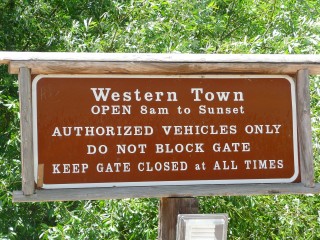 Western Town
OPEN 8am to Sunset
AUTHORIZED VEHICLES ONLY
DO NOT BLOCK GATE
KEEP GATE CLOSED at ALL TIMES